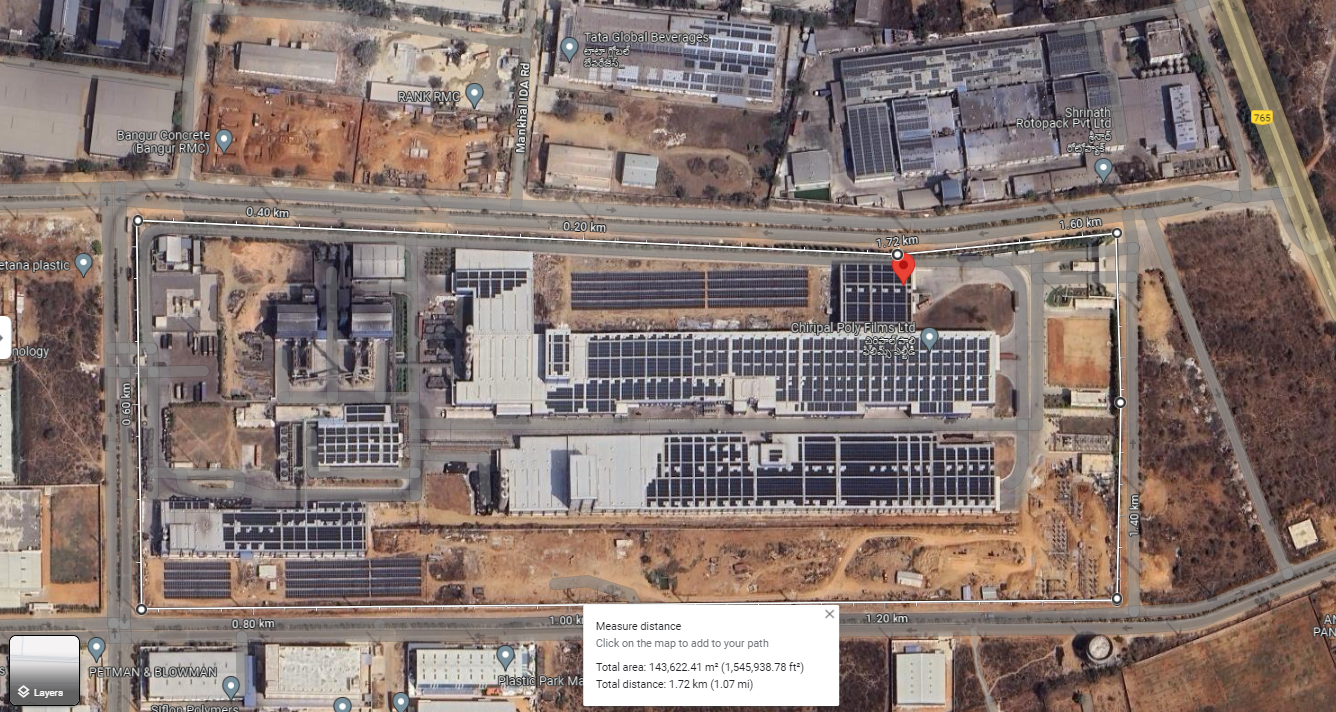 Tata Global Beverages
టాటా గ్లోబల్
బేవరేజెస్
RANK RMC
Mankhal IDA Rd
Bangur Concrete
(Bangur RMC)
Shrinath
Rotopack Pvt Ltd
765
0.40 km
0.20 km
1.72 km
1.60 km
etana plastic
nology
Chiripal Poly Films Ltd
0.60 km
1.40 km
0.80 km
1.00 k
1.20 km
AN
PAN
Measure distance
Click on the map to add to your path
Total area: 143,622.41 m² (1,545,938.78 ft²)
Total distance: 1.72 km (1.07 mi)
Layers
PETMAN & BLOWMAN
Plastic Park Ma
Siflon Polymers